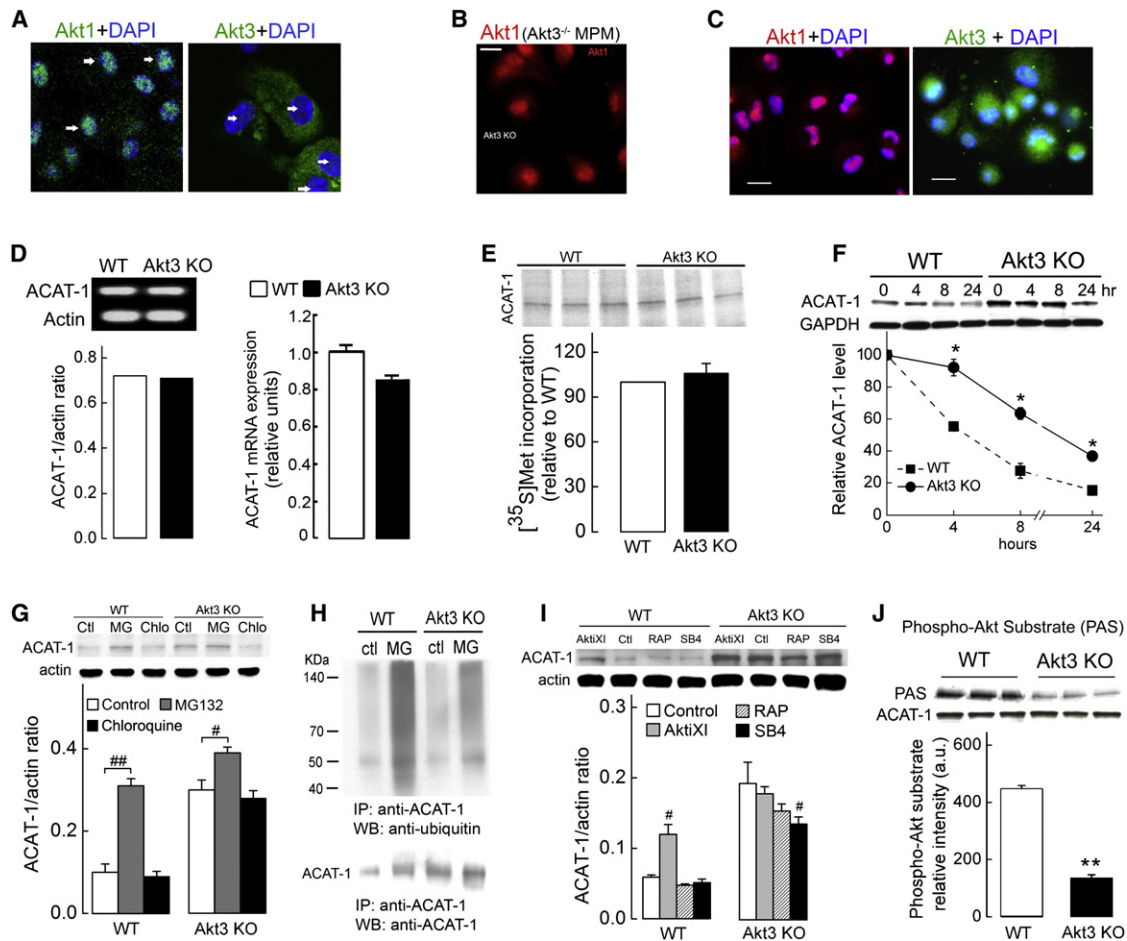 A
Akt1+DAPI
Akt3+DAPI
B
Akt1(Akt3-/- MPM)
Akt1
Akt3 KO
C
Akt1+DAPI
Akt3 + DAPI
D
WT Akt3 KO
ACAT-1
Actin
ACAT-1/actin ratio
0.8
0.6
0.4
0.2
0.0
WT
Akt3 KO
ACAT-1 mRNA expression
(relative units)
1.2
1.0
0.8
0.6
0.4
0.2
0.0
E
WT Akt3 KO
ACAT-1
[35S]Met incorporation
(relative to WT)
120
90
60
30
0
WT Akt3 KO
F
WT Akt3 KO
0 4 8 24 0 4 8 24 hr
ACAT-1
GAPDH
Relative ACAT-1 level
100
80
60
40
20
0
* * *
WT
Akt3 KO
0 4 8 // 24
hours
G
WT Akt3 KO
Ctl MG Chlo Ctl MG Chlo
ACAT-1
actin
Control MG132
Chloroquine
ACAT-1/actin ratio
0.4
0.2
0.0
##
#
WT Akt3 KO
H
WT Akt3 KO
ctl MG ctl MG
KDa
140
70
50
40
IP: anti-ACAT-1
WB: anti-ubiquitin
ACAT-1
IP: anti-ACAT-1
WB: anti-ACAT-1
I
WT Akt3 KO
AktiXI Ctl RAP SB4 AktiXI Ctl RAP SB4
ACAT-1
actin
Control RAP
AktiXI SB4
ACAT-1/actin ratio
0.3
0.2
0.1
0.0
#
#
WT Akt3 KO
J
Phospho-Akt Substrate (PAS)
WT Akt3 KO
PAS
ACAT-1
Phospho-Akt substrate
relative intensity (a.u.)
600
400
200
0
**
WT Akt3 KO